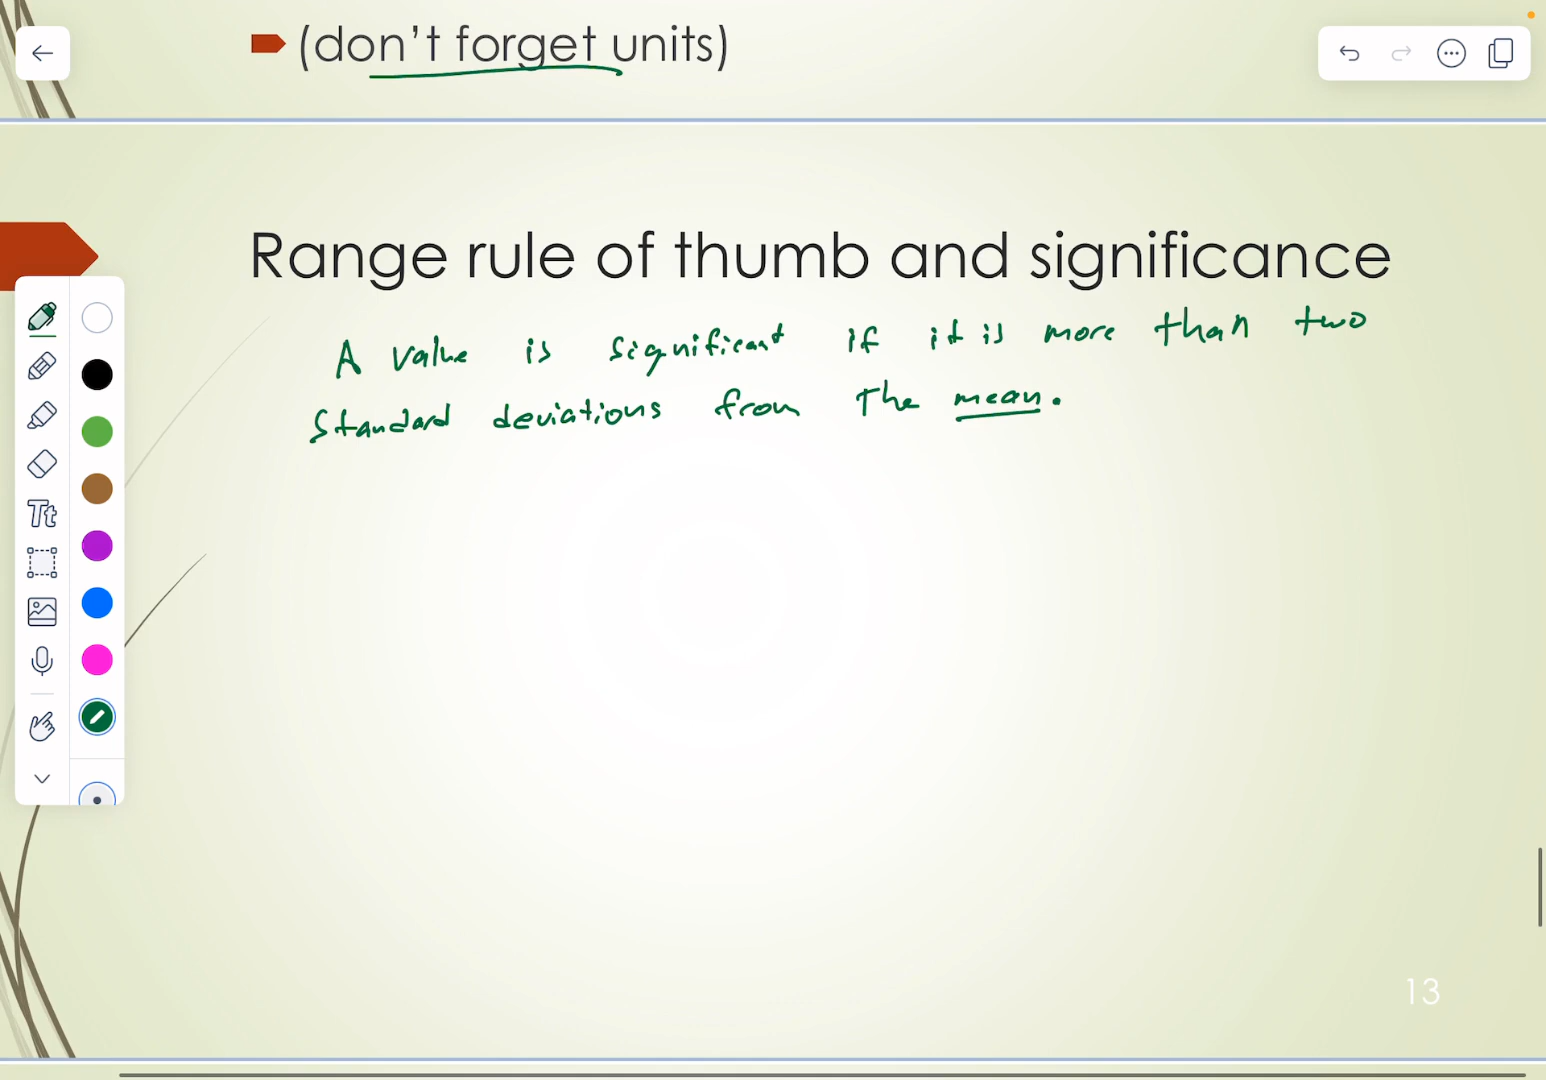 (don't forget units)
Range rule of thumb and significance
A value is significant if it is more than two
standard deviations from the mean.
Tt
13